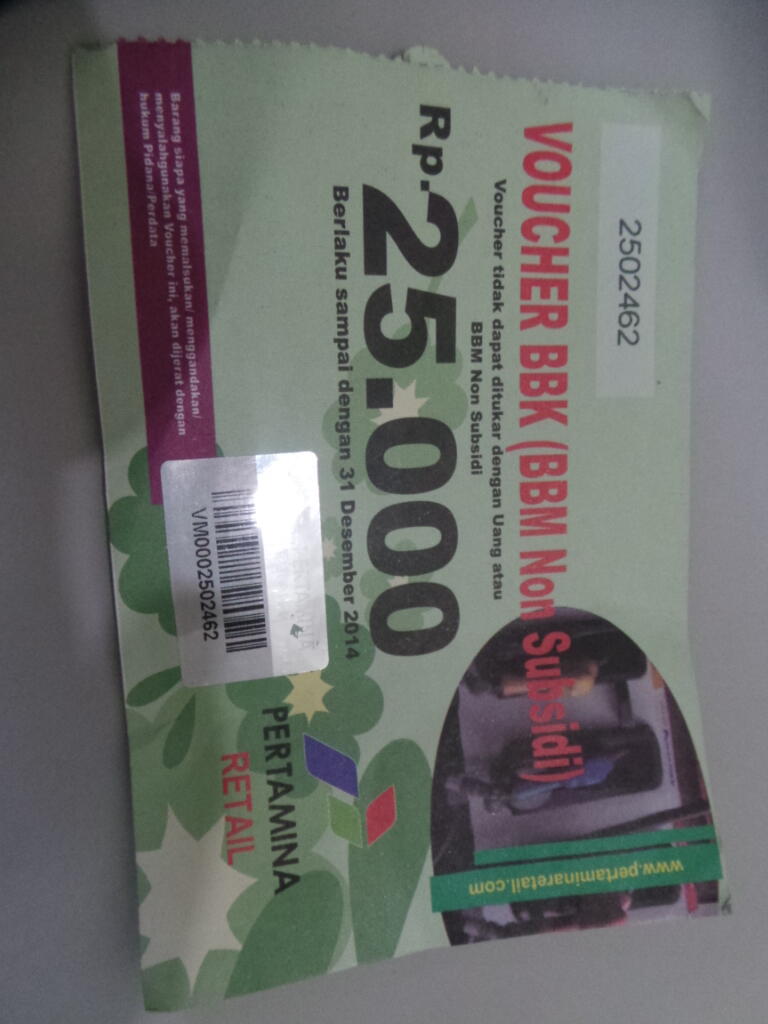 2502462
VOUCHER BBK (BBM Non Subsidi)
Voucher tidak dapat ditukar dengan Uang atau
BBM Non Subsidi
Rp.25.000
Berlaku sampai dengan 31 Desember 2014
Barang siapa yang memalsukan/ menggandakan/
menyalahgunakan Voucher ini, akan dijerat dengan
hukum Pidana/Perdata
VM0002502462
PERTAMINA
RETAIL
www.pertaminaretail.com